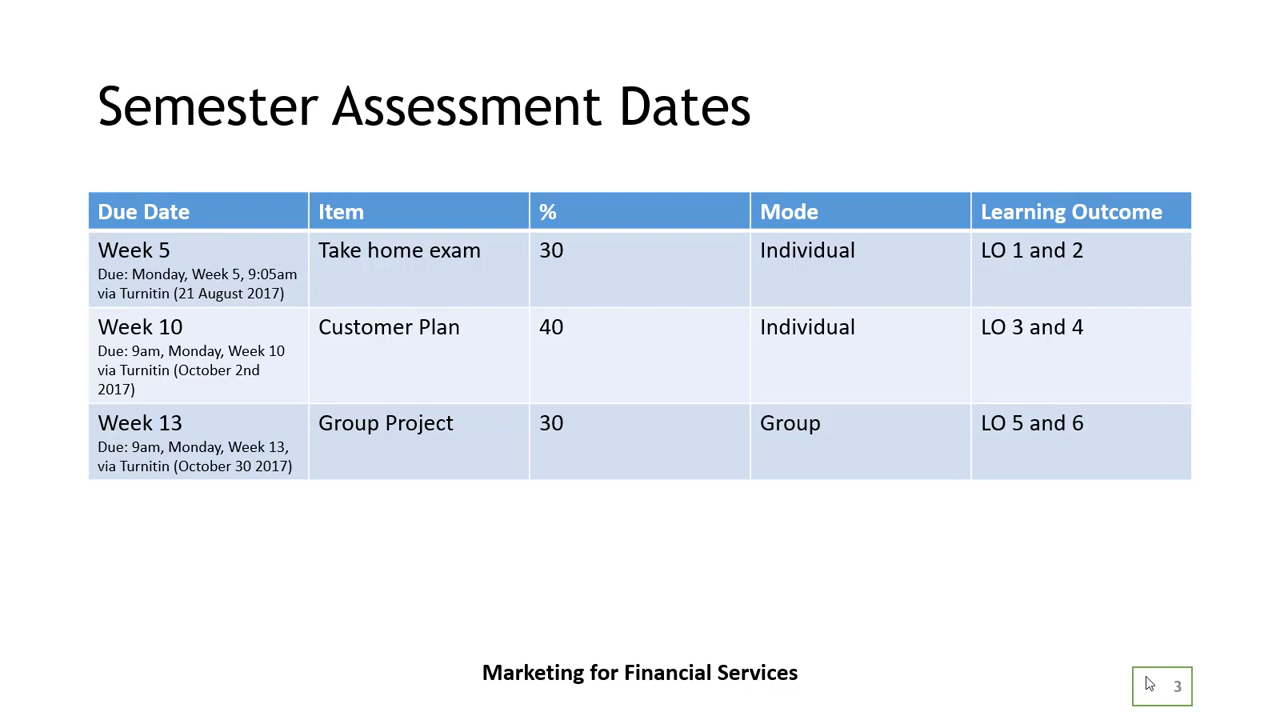 Semester Assessment Dates
Due Date Item % Mode Learning Outcome
Week 5 Take home exam 30 Individual LO 1 and 2
Due: Monday, Week 5, 9:05am
via Turnitin (21 August 2017)
Week 10 Customer Plan 40 Individual LO 3 and 4
Due: 9am, Monday, Week 10
via Turnitin (October 2nd
2017)
Week 13 Group Project 30 Group LO 5 and 6
Due: 9am, Monday, Week 13,
via Turnitin (October 30 2017)
Marketing for Financial Services
3